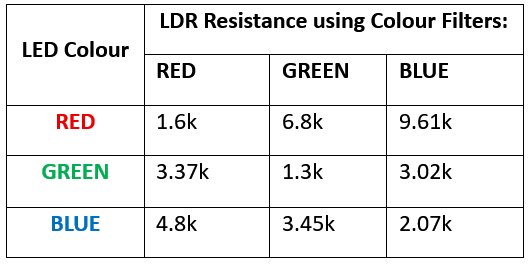 LED Colour
LDR Resistance using Colour Filters:
RED GREEN BLUE
RED 1.6k 6.8k 9.61k
GREEN 3.37k 1.3k 3.02k
BLUE 4.8k 3.45k 2.07k